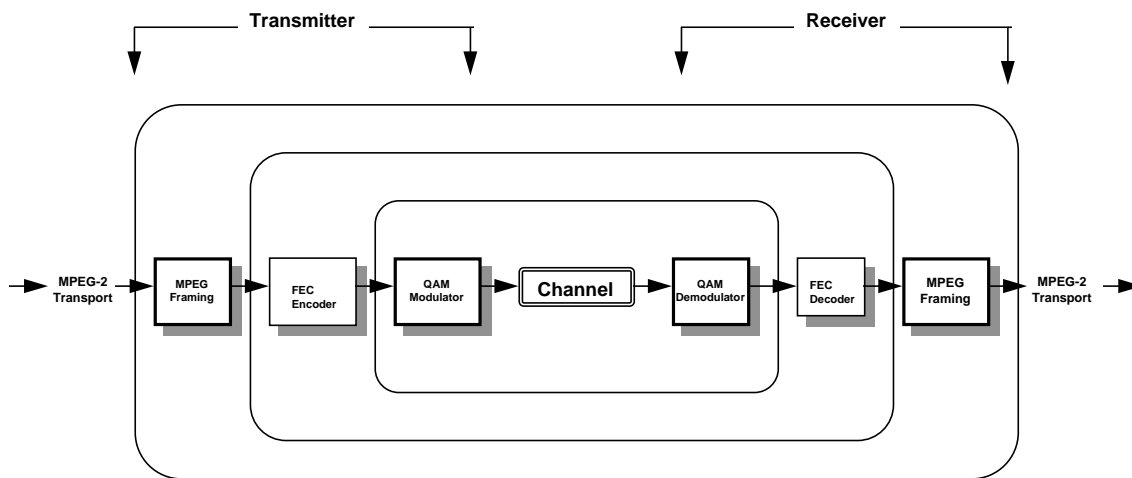 Transmitter
Receiver
MPEG-2
Transport
MPEG
Framing
FEC
Encoder
QAM
Modulator
Channel
QAM
Demodulator
FEC
Decoder
MPEG
Framing
MPEG-2
Transport